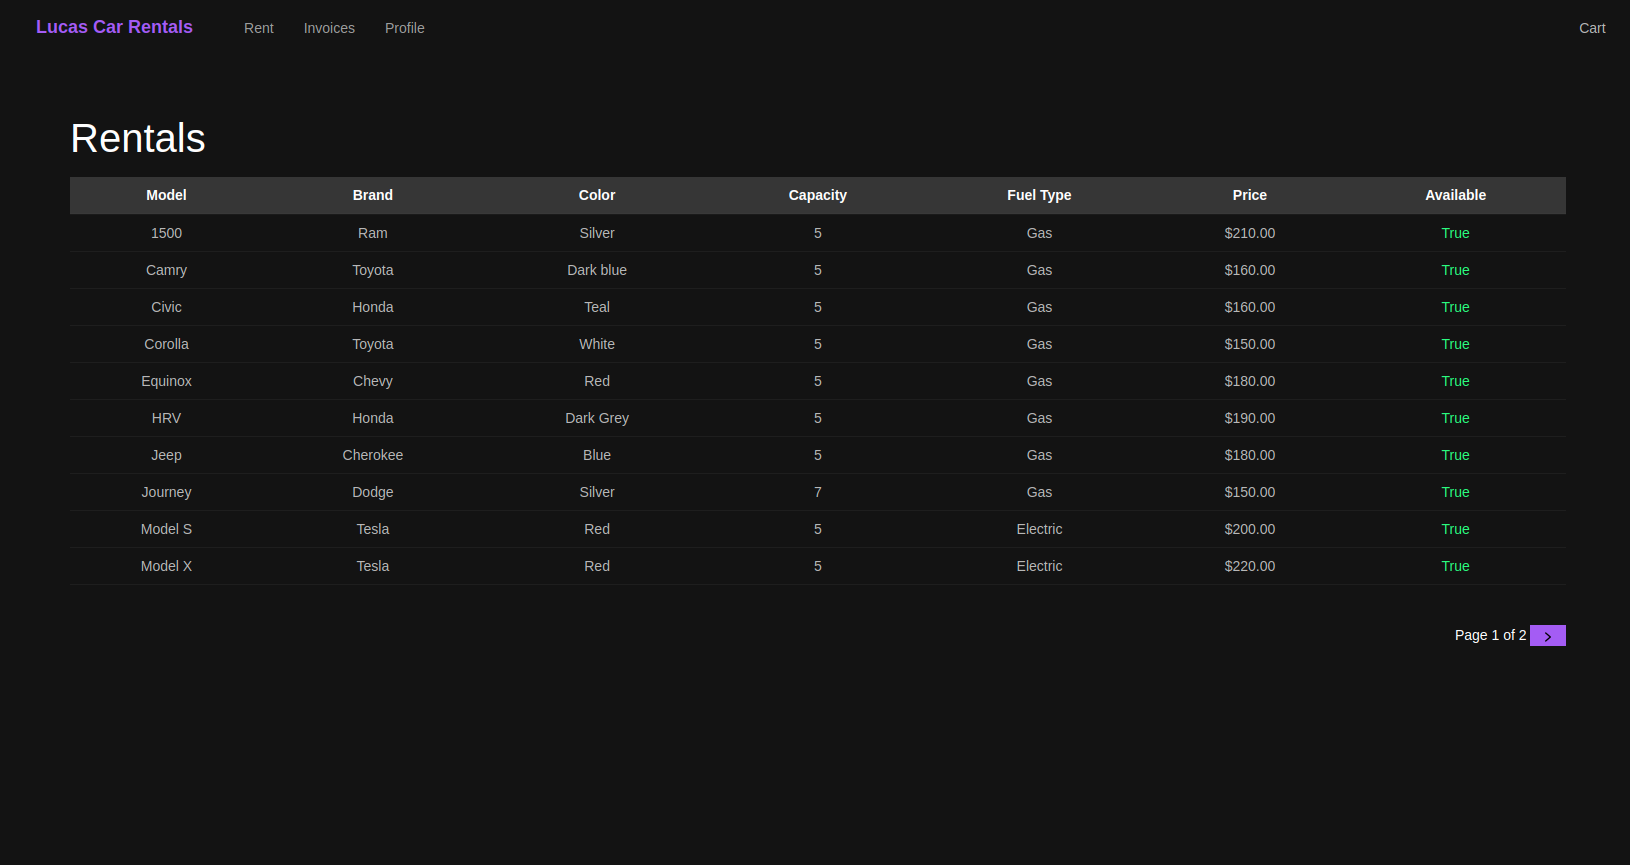 Lucas Car Rentals Rent Invoices Profile Cart
Rentals
Model Brand Color Capacity Fuel Type Price Available
1500 Ram Silver 5 Gas $210.00 True
Camry Toyota Dark blue 5 Gas $160.00 True
Civic Honda Teal 5 Gas $160.00 True
Corolla Toyota White 5 Gas $150.00 True
Equinox Chevy Red 5 Gas $180.00 True
HRV Honda Dark Grey 5 Gas $190.00 True
Jeep Cherokee Blue 5 Gas $180.00 True
Journey Dodge Silver 7 Gas $150.00 True
Model S Tesla Red 5 Electric $200.00 True
Model X Tesla Red 5 Electric $220.00 True
Page 1 of 2 >